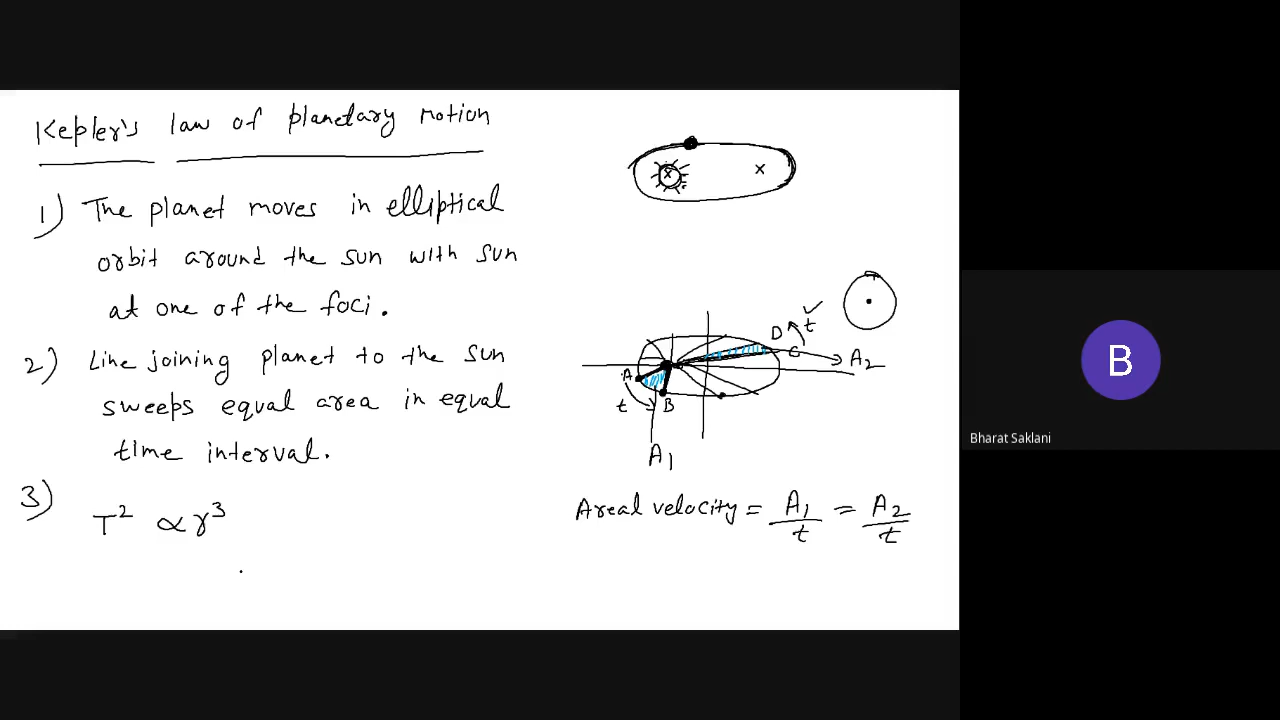 Kepler's law of planetary motion
1) The planet moves in elliptical
orbit around the sun with sun
at one of the foci.
2) Line joining planet to the sun
sweeps equal area in equal
time interval.
3) T² ∝ r³
x x
D t
C A₂
A
t B
A₁
Areal velocity = A₁/t = A₂/t
B
Bharat Saklani